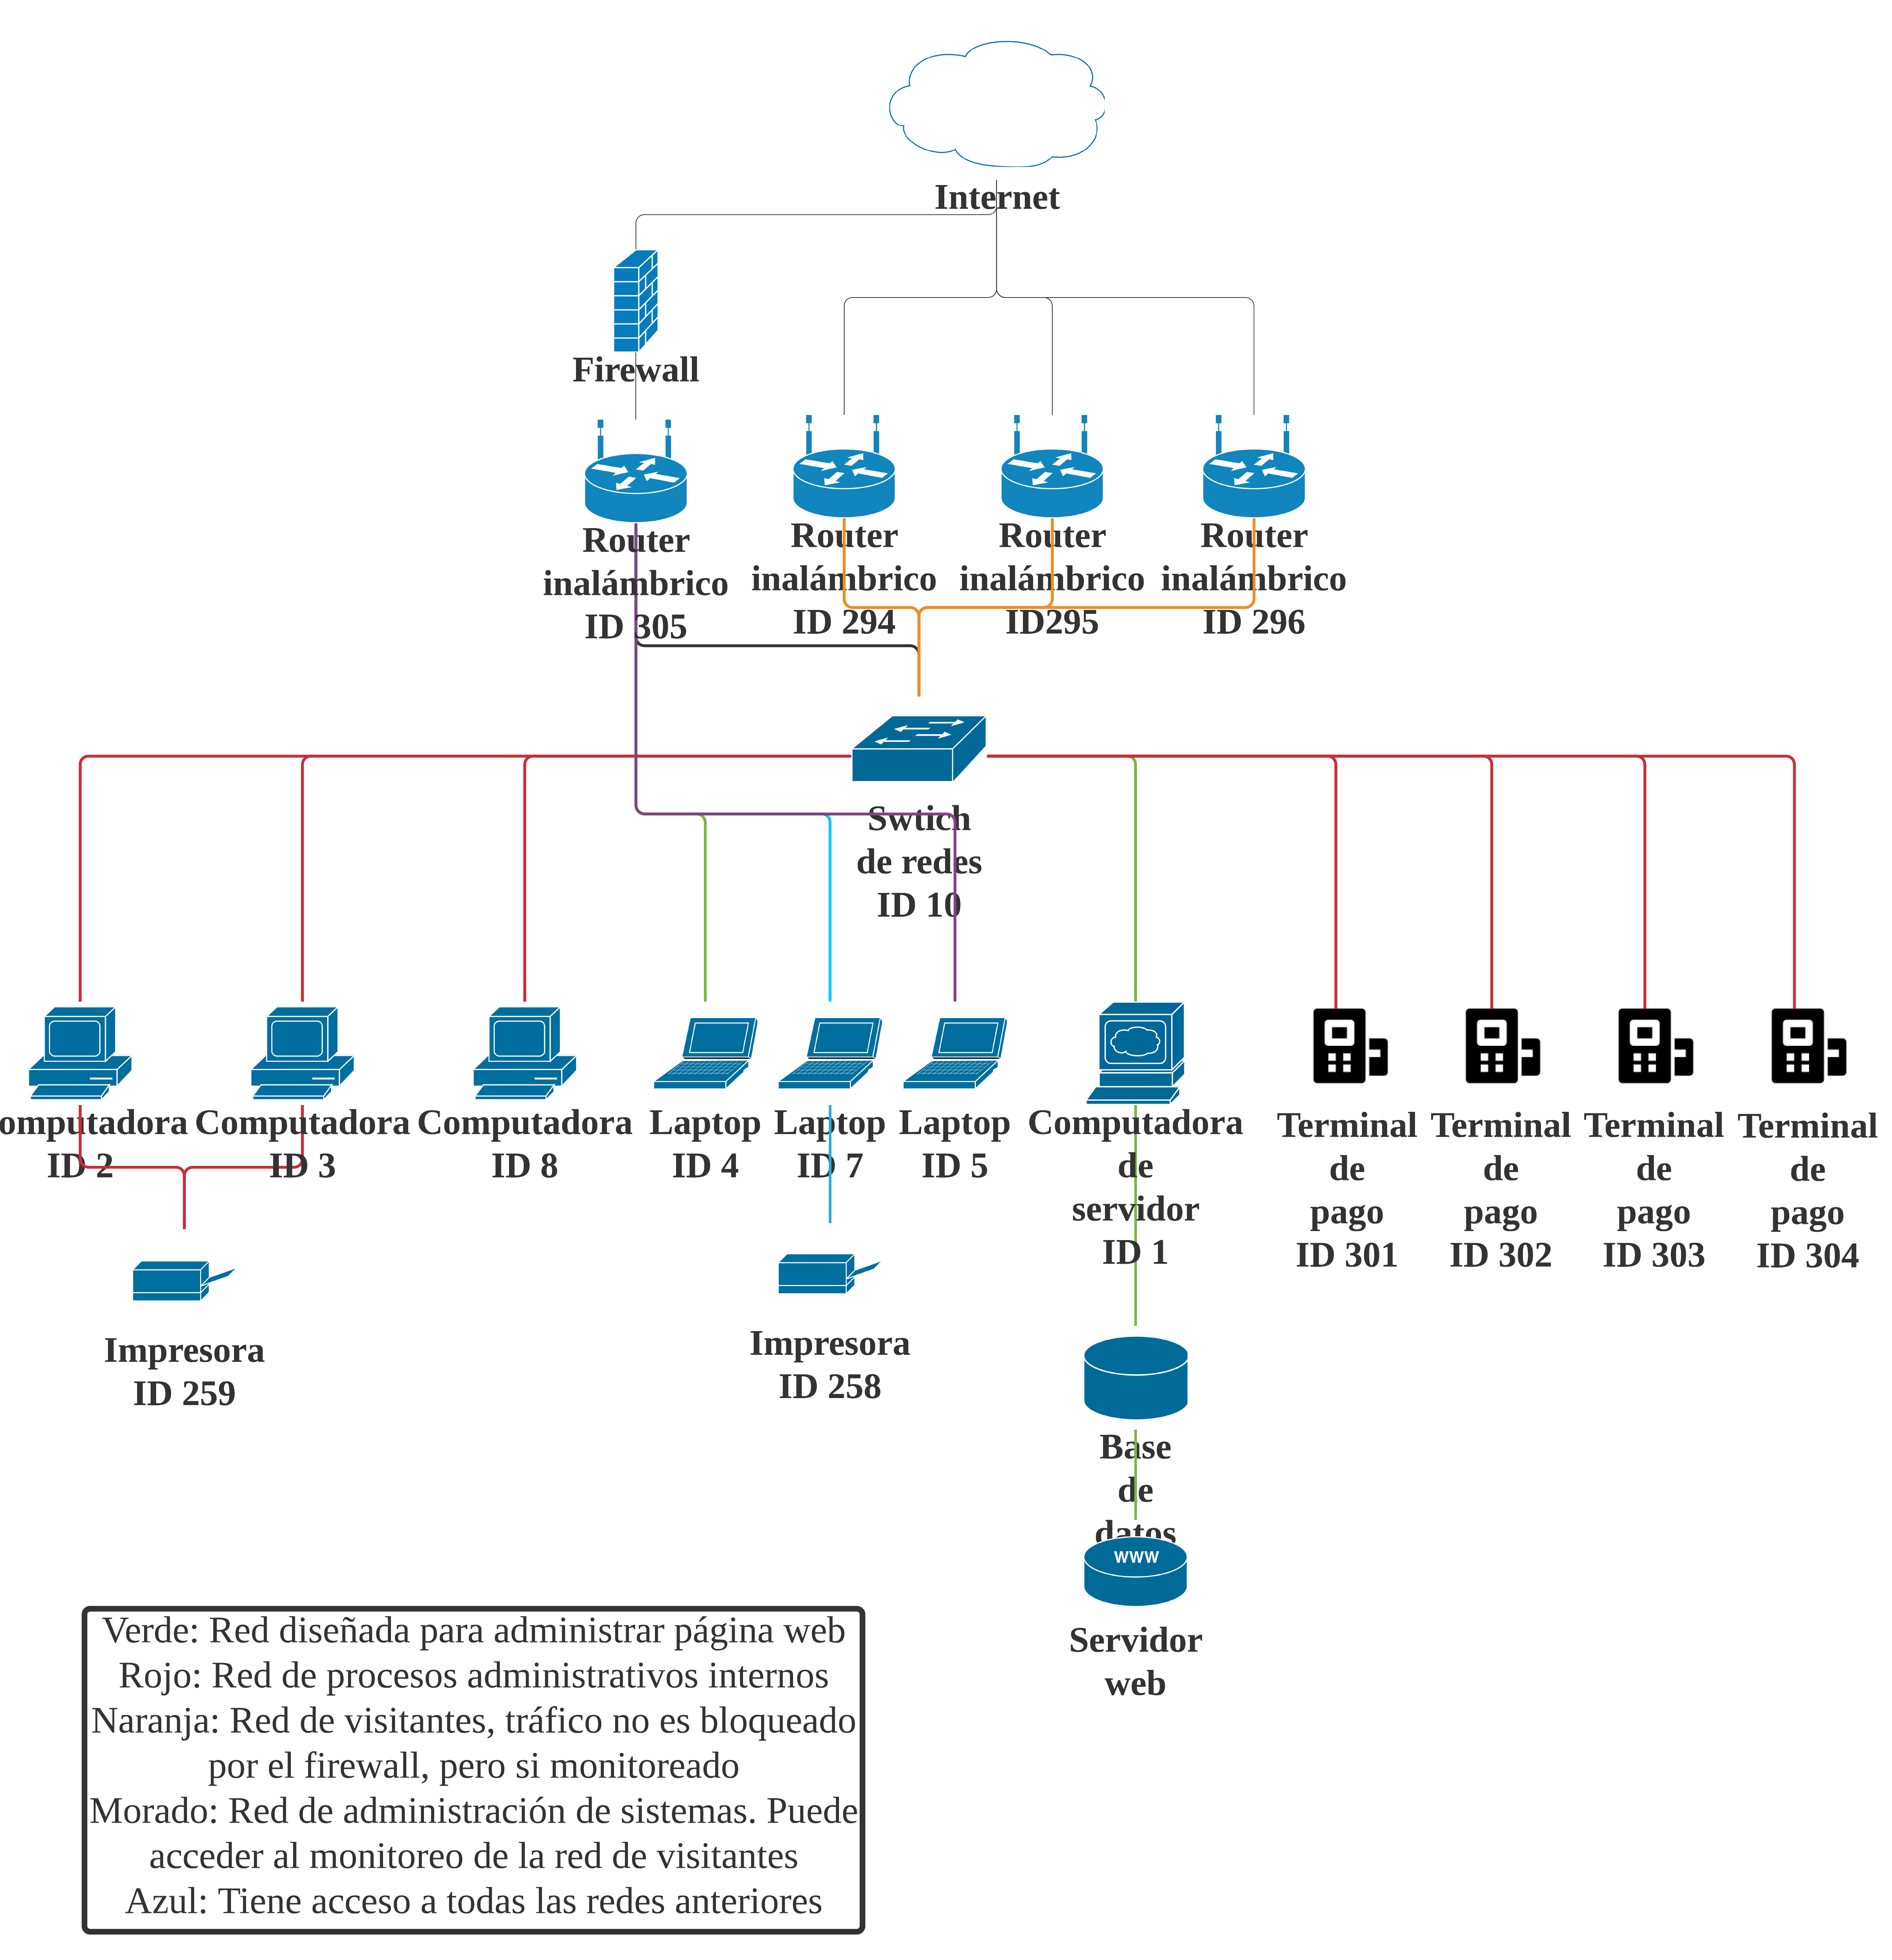 Internet
Firewall
Router
inalámbrico
ID 305
Router
inalámbrico
ID 294
Router
inalámbrico
ID295
Router
inalámbrico
ID 296
Swtich
de redes
ID 10
omputadora
ID 2
Computadora
ID 3
Computadora
ID 8
Laptop
ID 4
Laptop
ID 7
Laptop
ID 5
Computadora
de
servidor
ID 1
Terminal
de
pago
ID 301
Terminal
de
pago
ID 302
Terminal
de
pago
ID 303
Terminal
de
pago
ID 304
Impresora
ID 259
Impresora
ID 258
Base
de
datos
WWW
Servidor
web
Verde: Red diseñada para administrar página web
Rojo: Red de procesos administrativos internos
Naranja: Red de visitantes, tráfico no es bloqueado
por el firewall, pero si monitoreado
Morado: Red de administración de sistemas. Puede
acceder al monitoreo de la red de visitantes
Azul: Tiene acceso a todas las redes anteriores